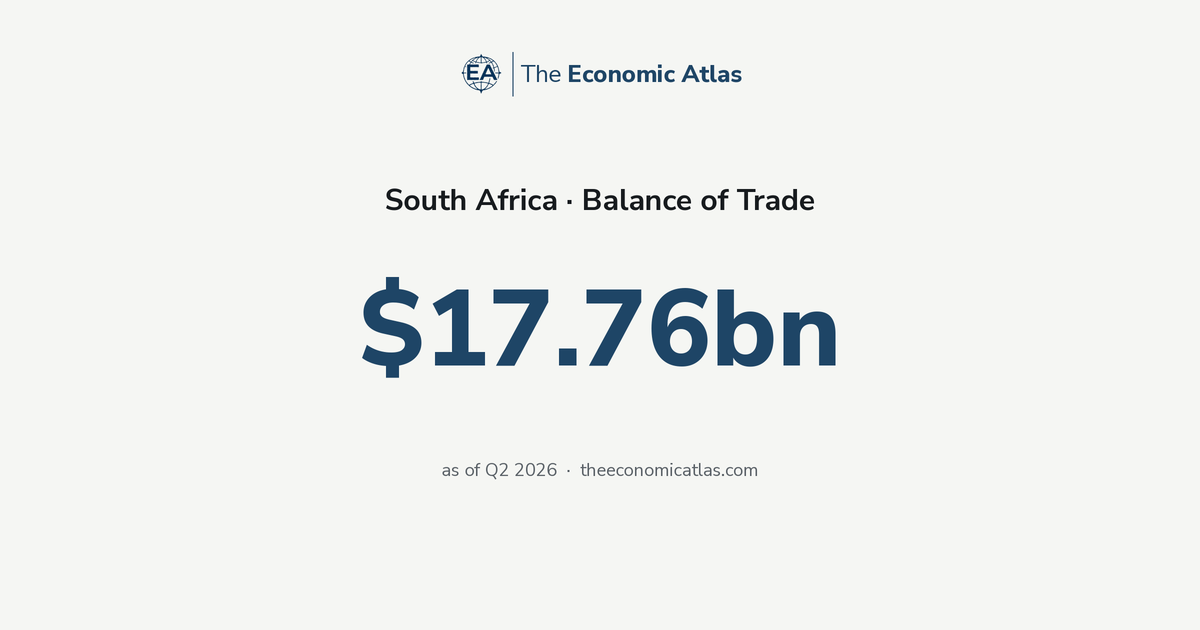 EA The Economic Atlas
South Africa · Balance of Trade
$17.76bn
as of Q2 2026 · theeconomicatlas.com